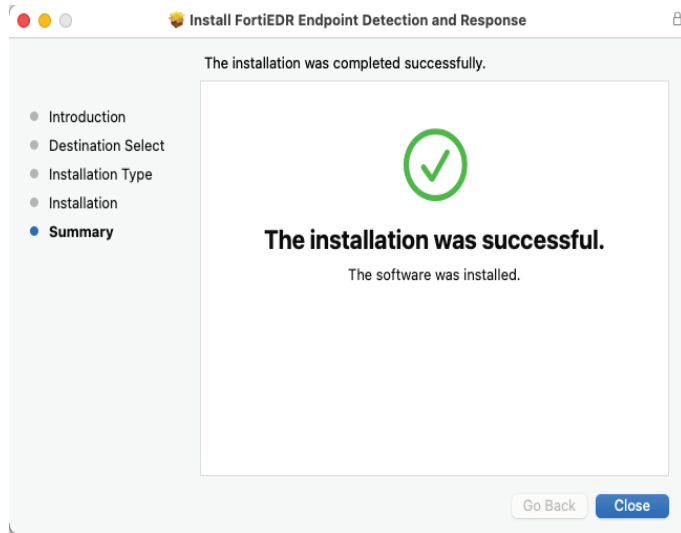 Install FortiEDR Endpoint Detection and Response
The installation was completed successfully.
Introduction
Destination Select
Installation Type
Installation
Summary
The installation was successful.
The software was installed.
Go Back
Close